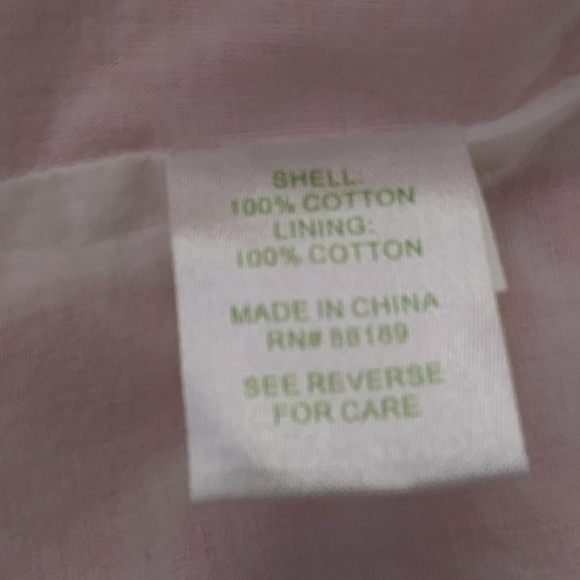 SHELL:
100% COTTON
LINING:
100% COTTON
MADE IN CHINA
RN# 88189
SEE REVERSE
FOR CARE